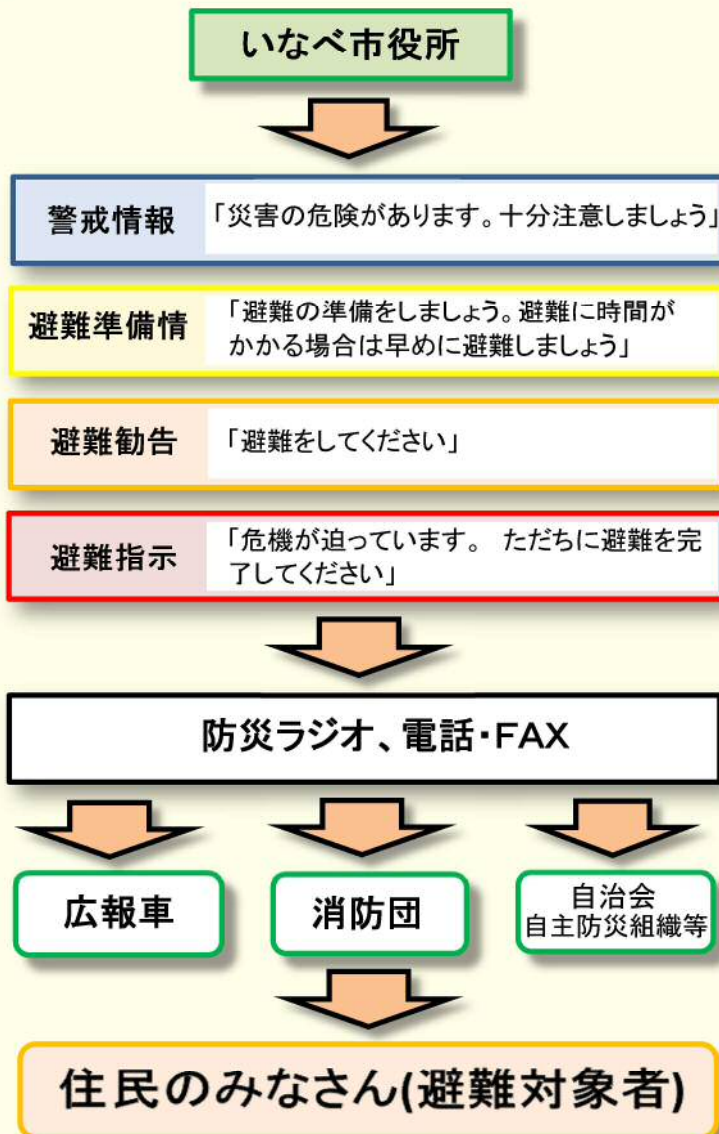 いなべ市役所
警戒情報
「災害の危険があります。十分注意しましょう」
避難準備情
「避難の準備をしましょう。避難に時間が
かかる場合は早めに避難しましょう」
避難勧告
「避難をしてください」
避難指示
「危機が迫っています。 ただちに避難を完
了してください」
防災ラジオ、電話・FAX
広報車
消防団
自治会
自主防災組織等
住民のみなさん(避難対象者)